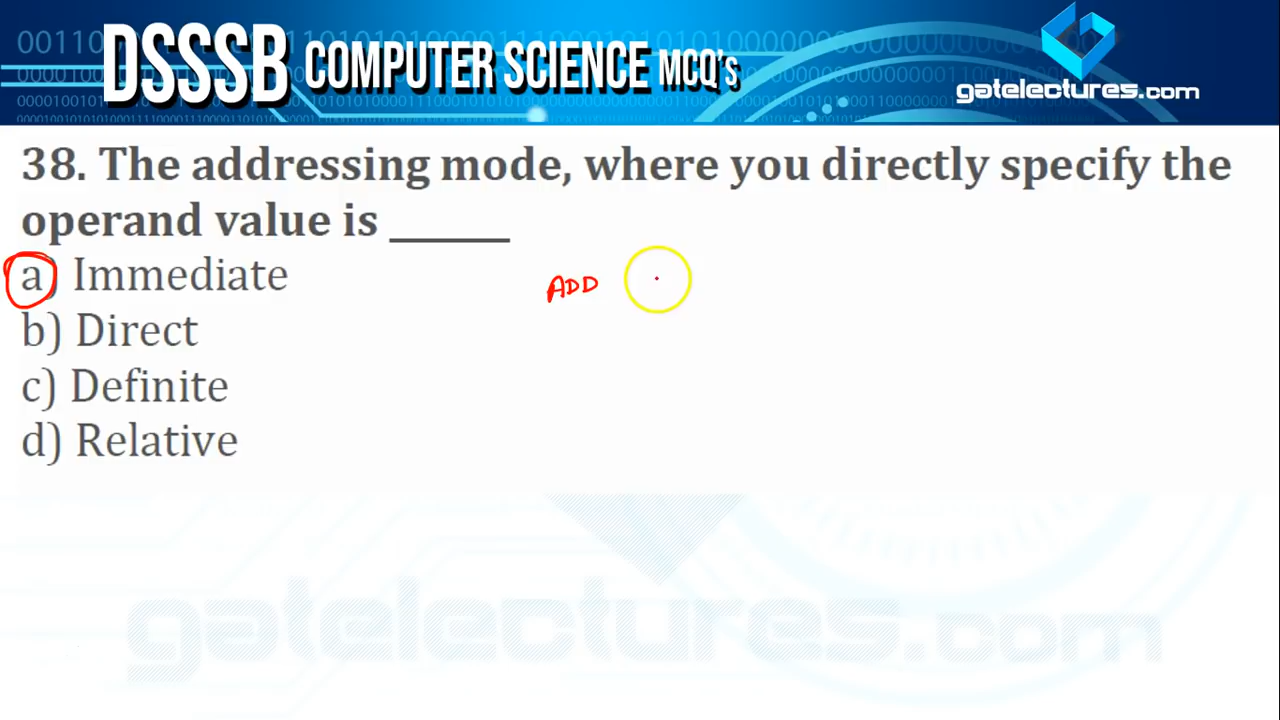 DSSSB COMPUTER SCIENCE MCQ's
gatelectures.com
38. The addressing mode, where you directly specify the
operand value is ______
a) Immediate
ADD
b) Direct
c) Definite
d) Relative
gatelectures.com